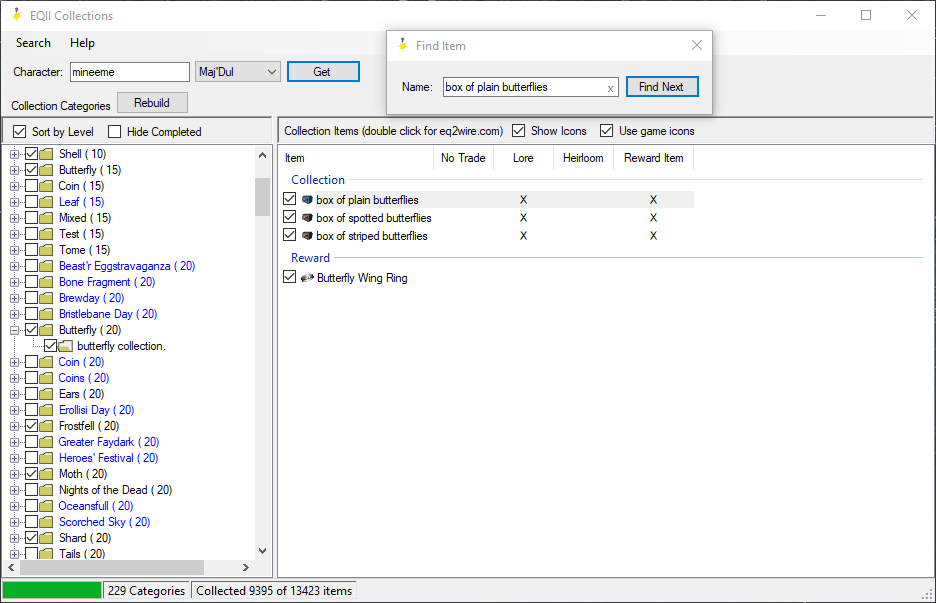 EQII Collections
Search Help
Find Item
Character: mineeme Maj'Dul Get
Name: box of plain butterflies x Find Next
Collection Categories Rebuild
Sort by Level Hide Completed
Collection Items (double click for eq2wire.com) Show Icons Use game icons
Shell ( 10)
Butterfly ( 15)
Coin ( 15)
Leaf ( 15)
Mixed ( 15)
Test ( 15)
Tome ( 15)
Beast'r Eggstravaganza ( 20)
Bone Fragment ( 20)
Brewday ( 20)
Bristlebane Day ( 20)
Butterfly ( 20)
butterfly collection.
Coin ( 20)
Coins ( 20)
Ears ( 20)
Erollisi Day ( 20)
Frostfell ( 20)
Greater Faydark ( 20)
Heroes' Festival ( 20)
Moth ( 20)
Nights of the Dead ( 20)
Oceansfull ( 20)
Scorched Sky ( 20)
Shard ( 20)
Tails ( 20)
Item No Trade Lore Heirloom Reward Item
Collection
box of plain butterflies X X
box of spotted butterflies X X
box of striped butterflies X X
Reward
Butterfly Wing Ring
229 Categories Collected 9395 of 13423 items